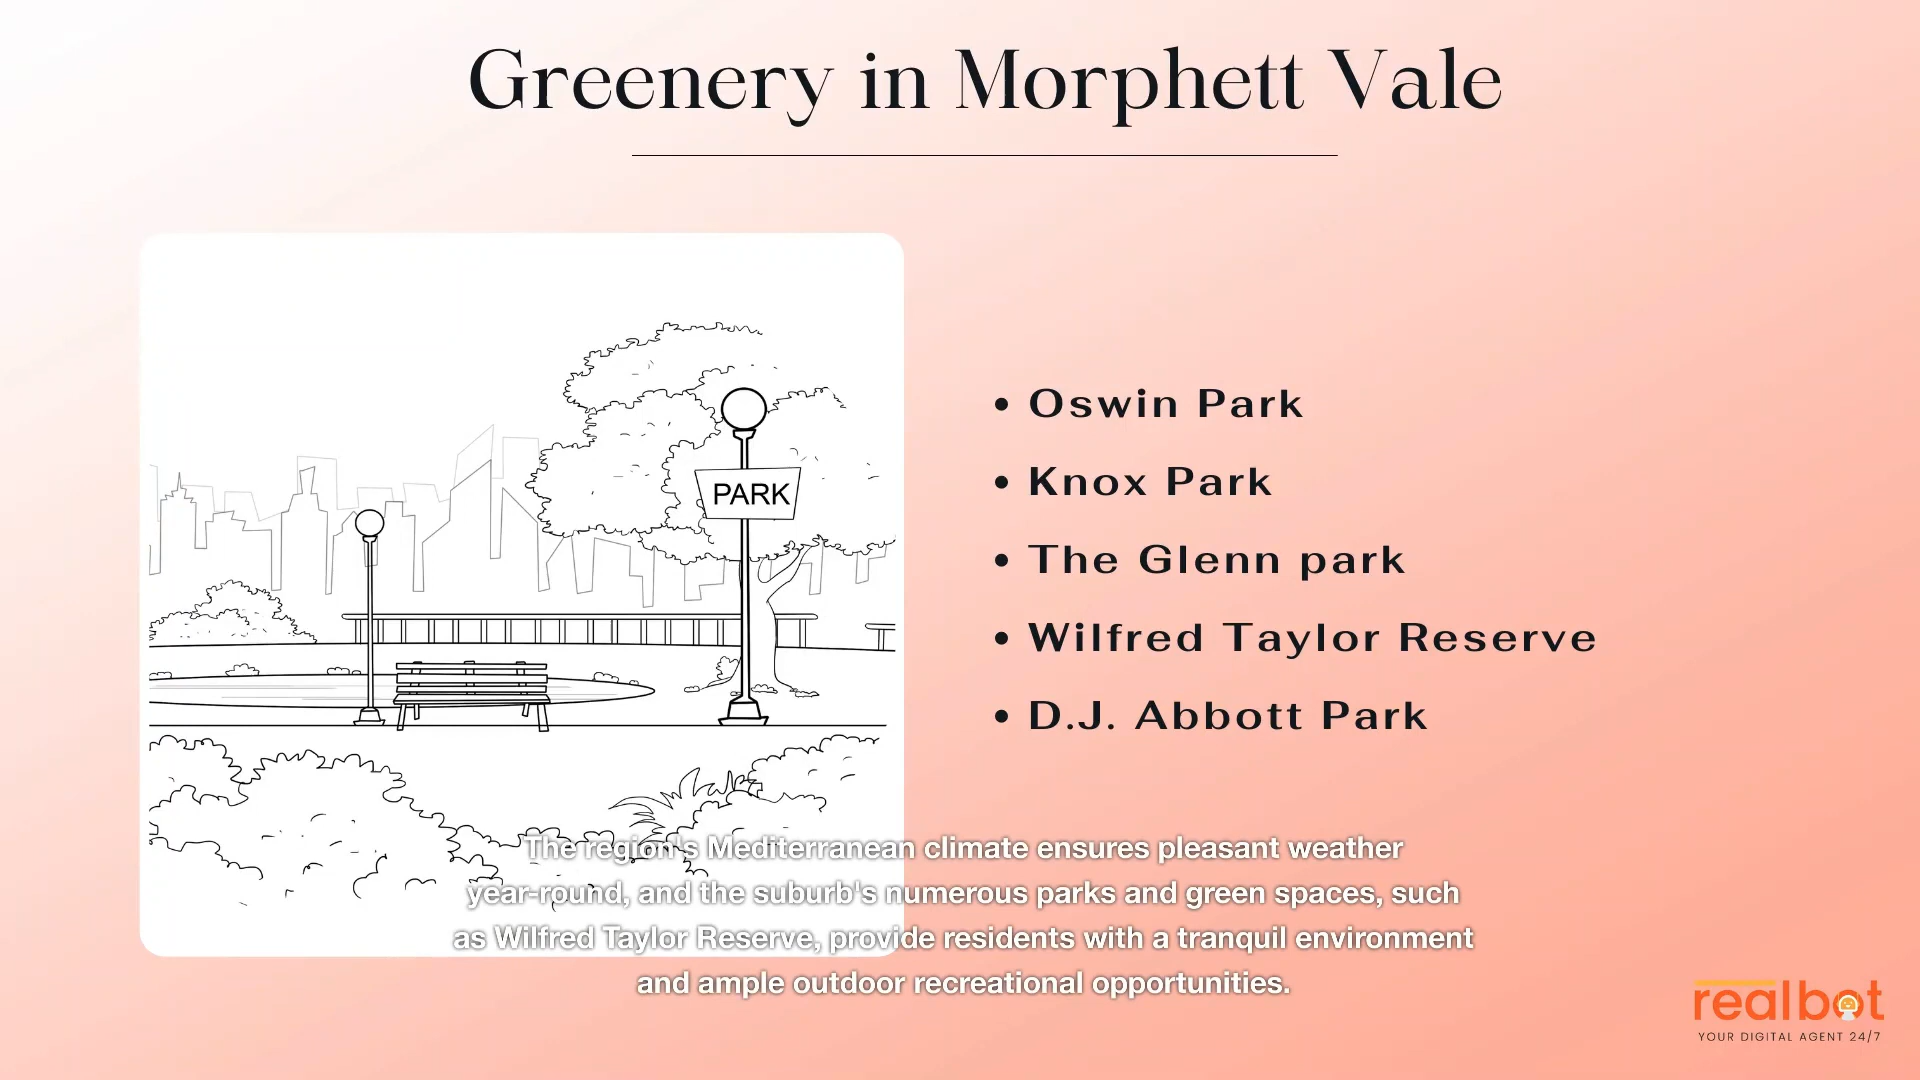 Greenery in Morphett Vale
PARK
• Oswin Park
• Knox Park
• The Glenn park
• Wilfred Taylor Reserve
• D.J. Abbott Park
The region's Mediterranean climate ensures pleasant weather
year-round, and the suburb's numerous parks and green spaces, such
as Wilfred Taylor Reserve, provide residents with a tranquil environment
and ample outdoor recreational opportunities.
realbot
YOUR DIGITAL AGENT 24/7